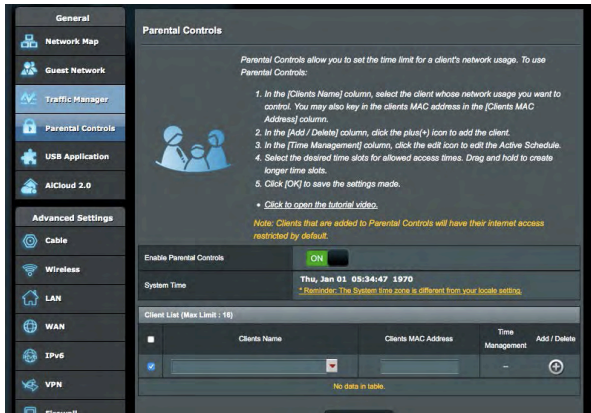 General
Network Map
Guest Network
Traffic Manager
Parental Controls
USB Application
AiCloud 2.0
Advanced Settings
Cable
Wireless
LAN
WAN
IPv6
VPN
Firewall
Parental Controls
Parental Controls allow you to set the time limit for a client's network usage. To use
Parental Controls:
1. In the [Clients Name] column, select the client whose network usage you want to
control. You may also key in the clients MAC address in the [Clients MAC
Address] column.
2. In the [Add / Delete] column, click the plus(+) icon to add the client.
3. In the [Time Management] column, click the edit icon to edit the Active Schedule.
4. Select the desired time slots for allowed access times. Drag and hold to create
longer time slots.
5. Click [OK] to save the settings made.
• Click to open the tutorial video.
Note: Clients that are added to Parental Controls will have their internet access
restricted by default.
Enable Parental Controls
ON
System Time
Thu, Jan 01 05:34:47 1970
* Reminder: The System time zone is different from your locale setting.
Client List (Max Limit : 16)
Clients Name
Clients MAC Address
Time
Management
Add / Delete
--
No data in table.